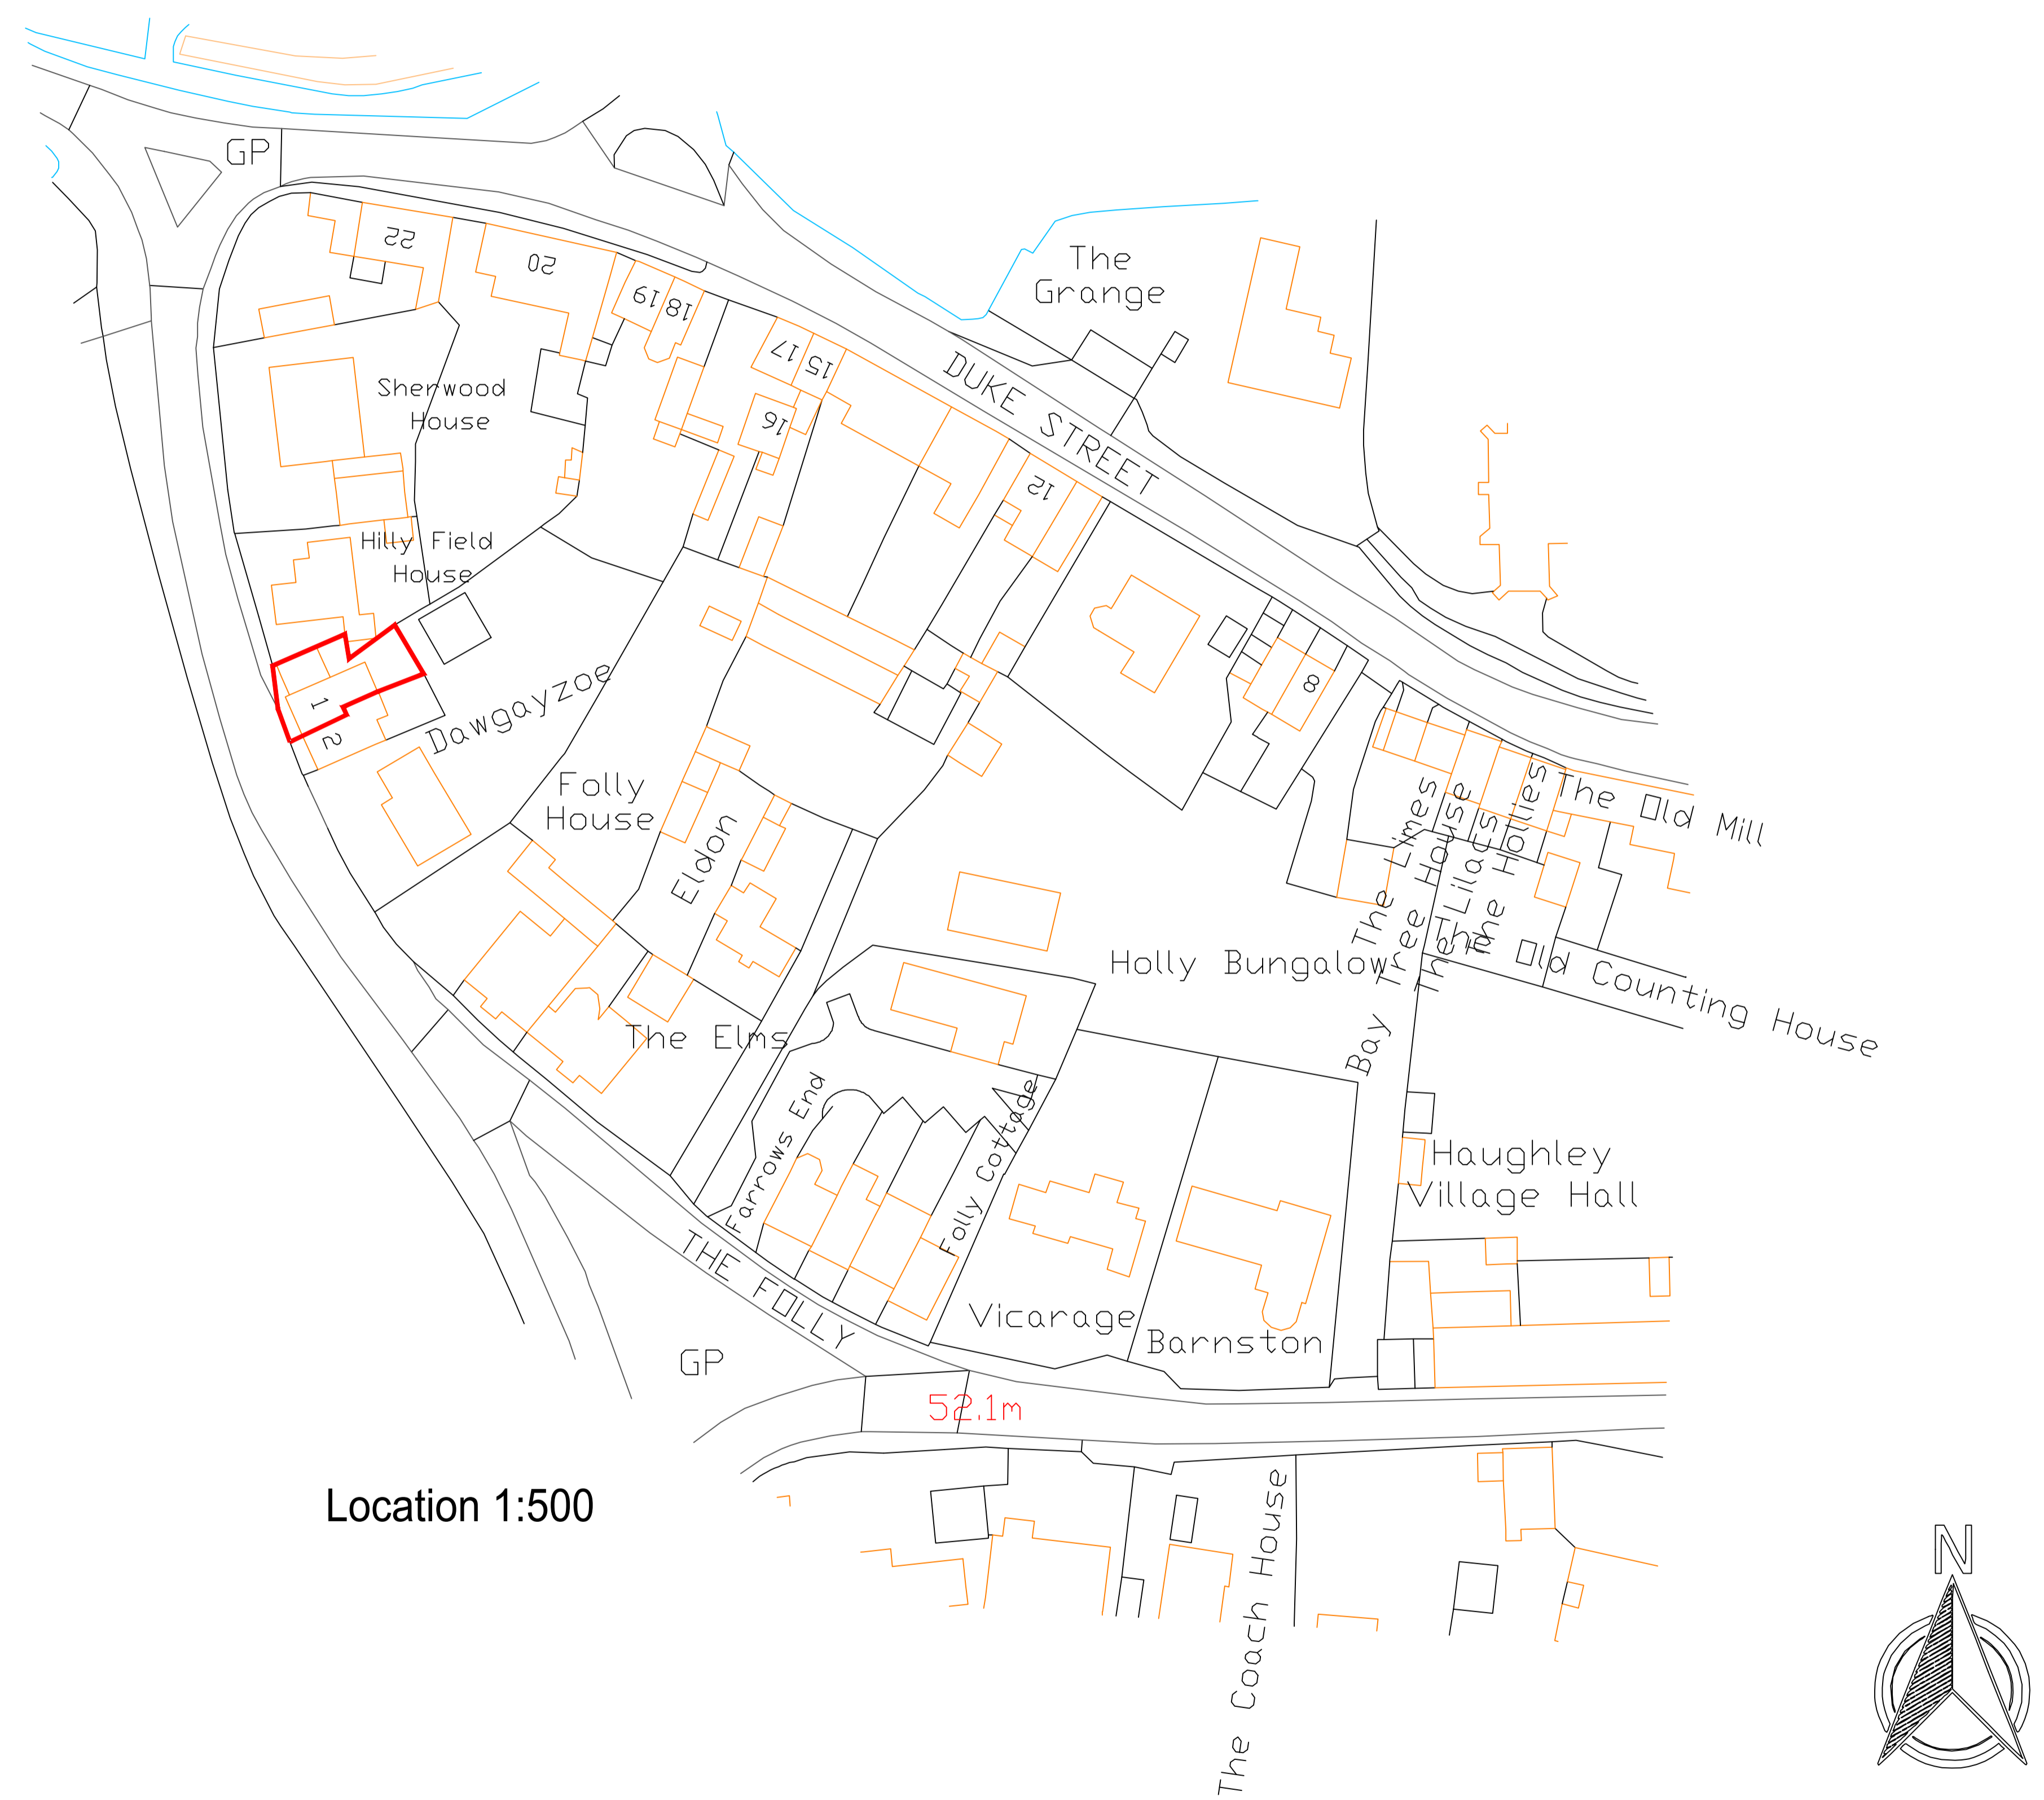 GP
22
20
19
18
17
15
16
12
8
The
Grange
DUKE STREET
Sherwood
House
Hilly Field
House
1
2
Dawgayzoe
Folly
House
Eldon
The Elms
Holly Bungalow
The Limes
Bay Tree House
The Lilacs
The Hollies
The Old Mill
The Old Counting House
Farrows End
Folly Cottage
Haughley
Village Hall
THE FOLLY
Vicarage
Barnston
GP
52.1m
Location 1:500
The Coach House
N